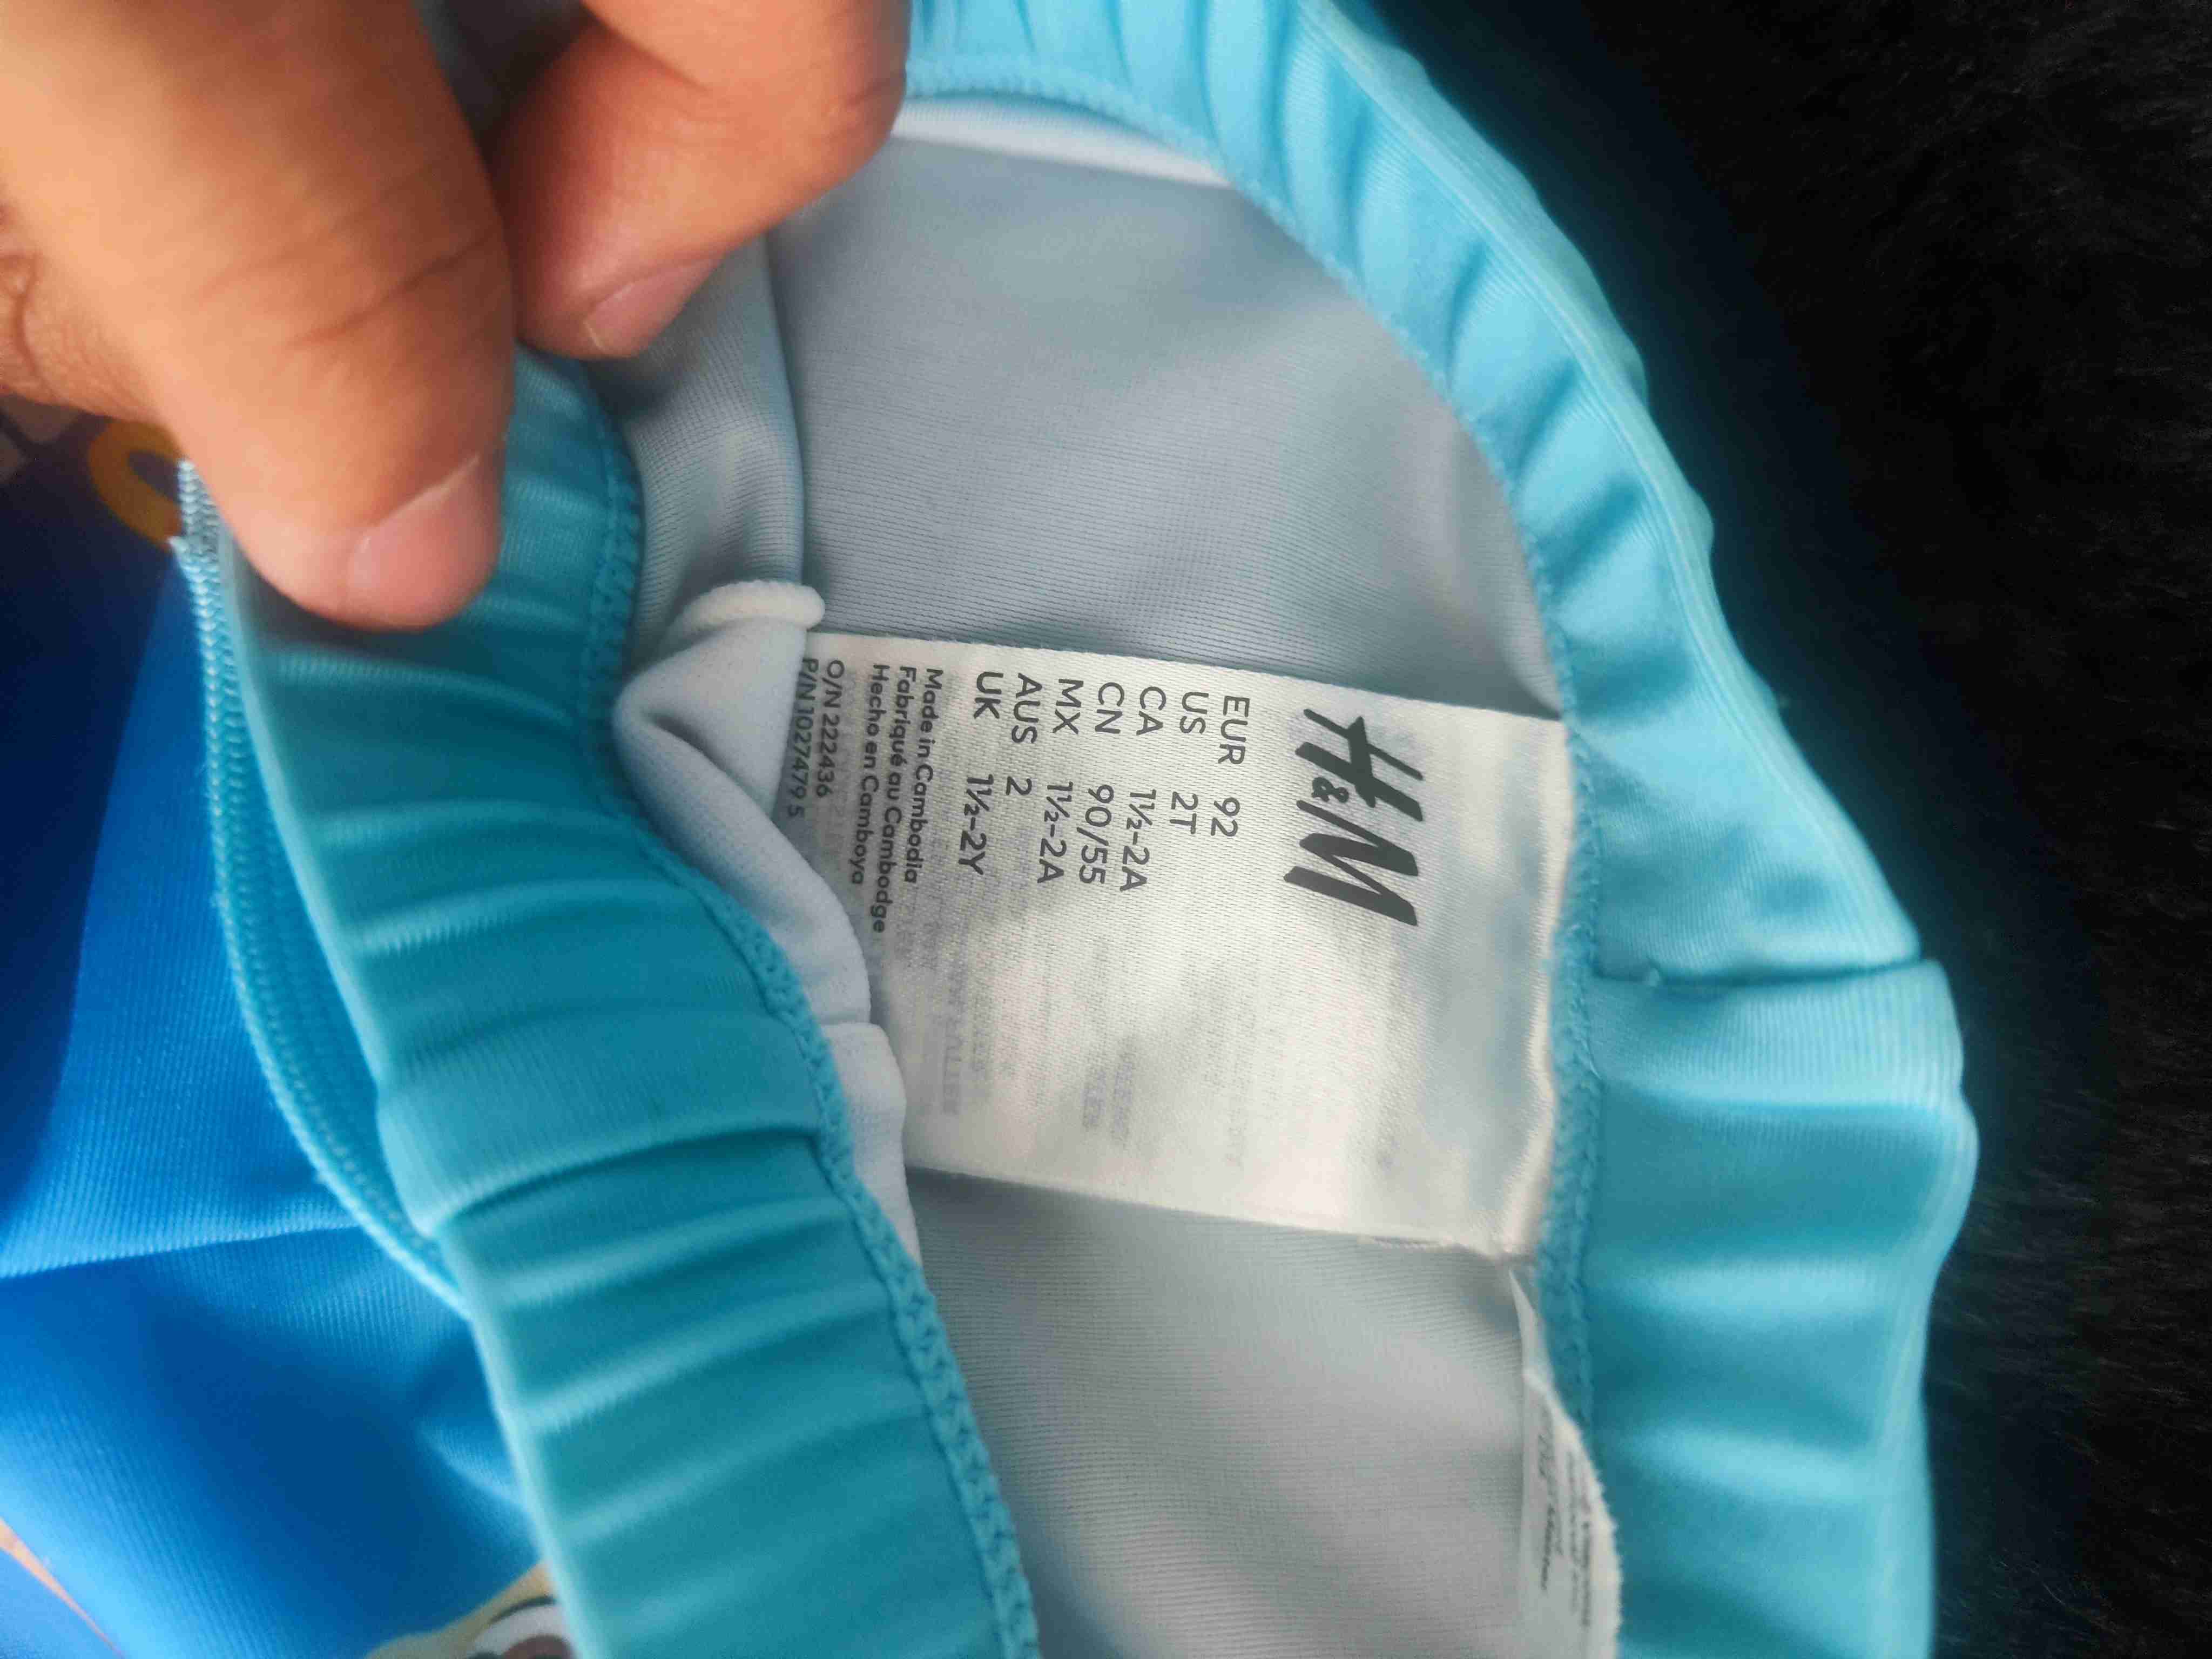 H&M
EUR 92
US 2T
CA 1½-2A
CN 90/55
MX 1½-2A
AUS 2
UK 1½-2Y
Made in Cambodia
Fabriqué au Cambodge
Hecho en Camboya
O/N 222436
P/N 1027479 5